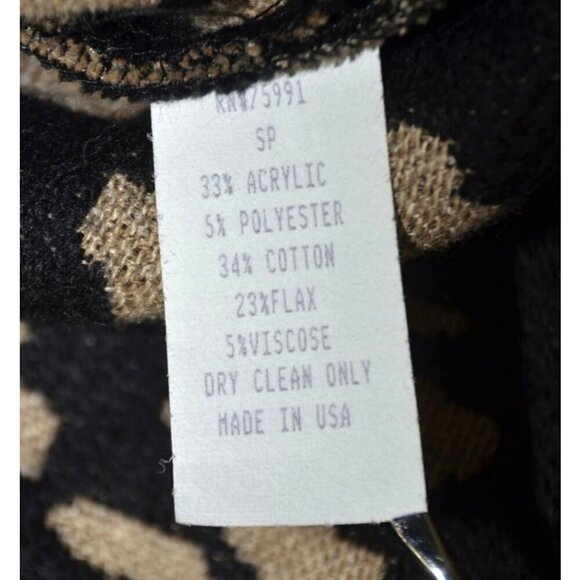 RN%75991
SP
33% ACRYLIC
5% POLYESTER
34% COTTON
23%FLAX
5%VISCOSE
DRY CLEAN ONLY
MADE IN USA